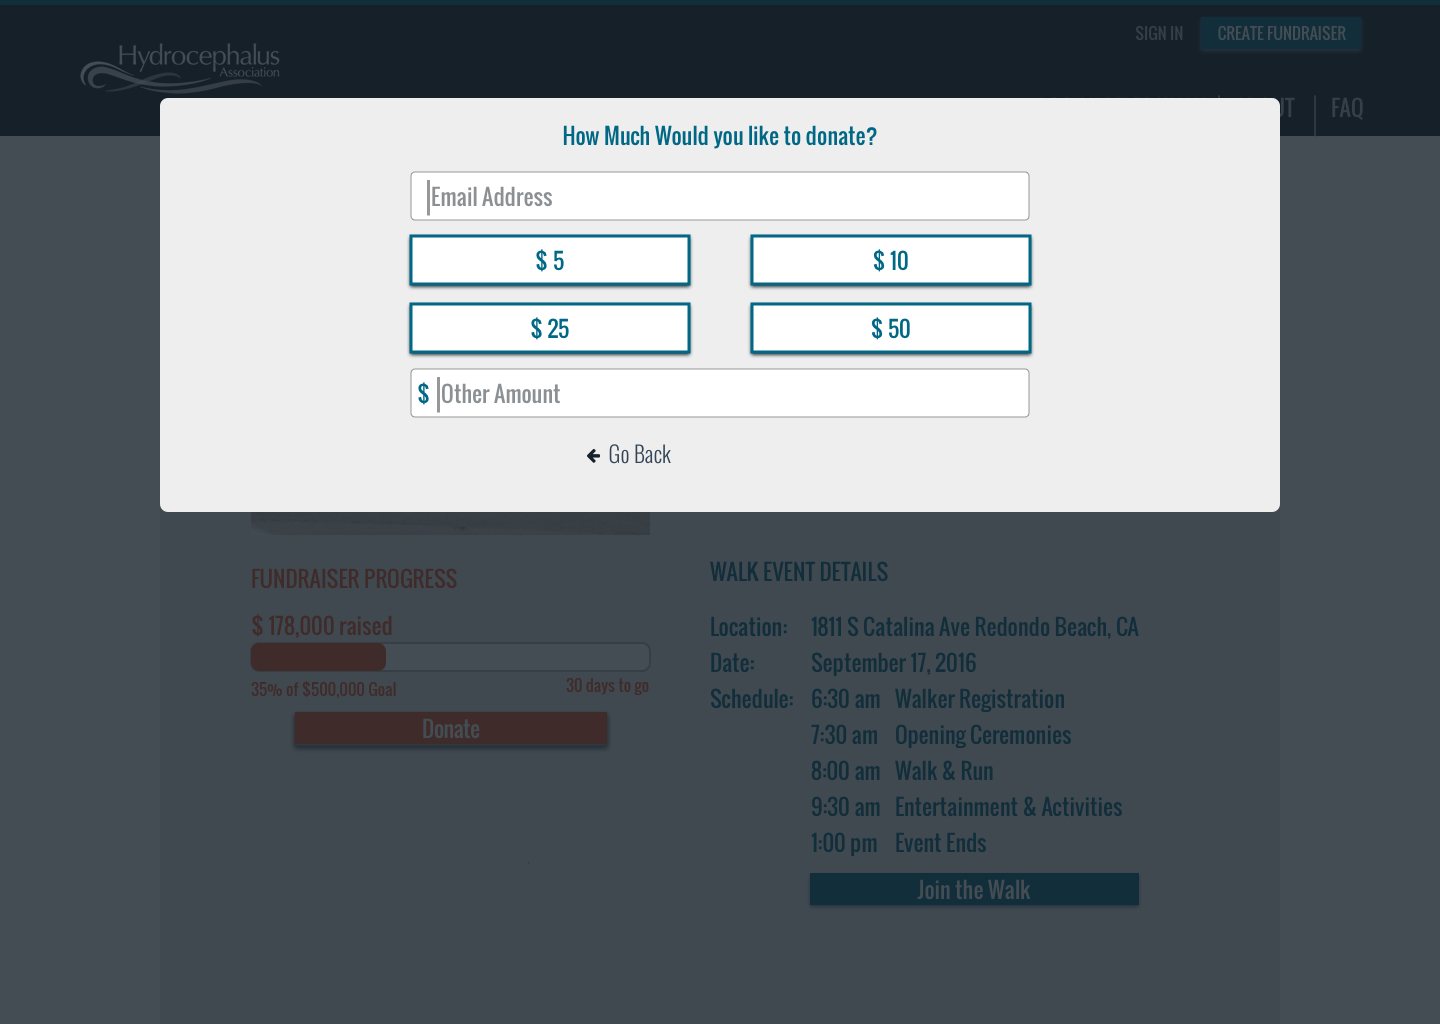 SIGN IN
CREATE FUNDRAISER
Hydrocephalus
Association
FAQ
How Much Would you like to donate?
Email Address
$ 5
$ 10
$ 25
$ 50
$ Other Amount
Go Back
FUNDRAISER PROGRESS
$ 178,000 raised
35% of $500,000 Goal
30 days to go
Donate
WALK EVENT DETAILS
Location: 1811 S Catalina Ave Redondo Beach, CA
Date: September 17, 2016
Schedule: 6:30 am Walker Registration
7:30 am Opening Ceremonies
8:00 am Walk & Run
9:30 am Entertainment & Activities
1:00 pm Event Ends
Join the Walk